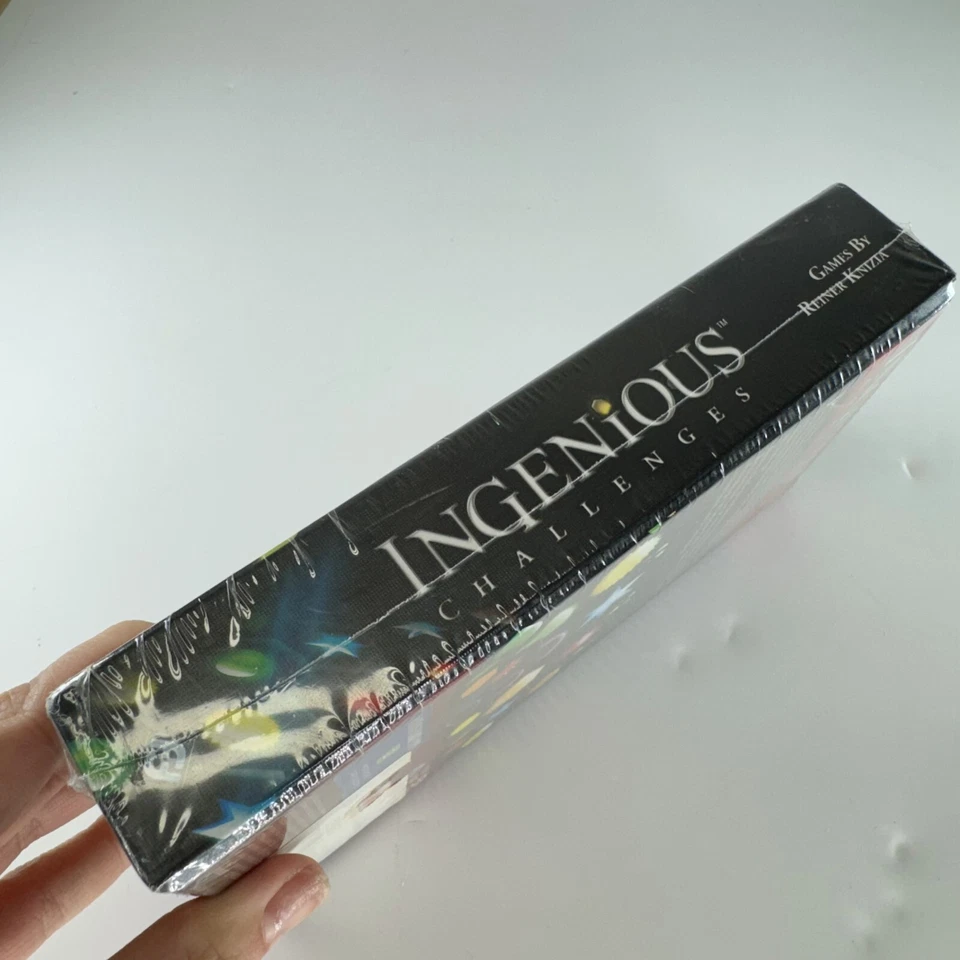 INGENiOUS™
CHALLENGES
GAMES BY
REINER KNIZIA